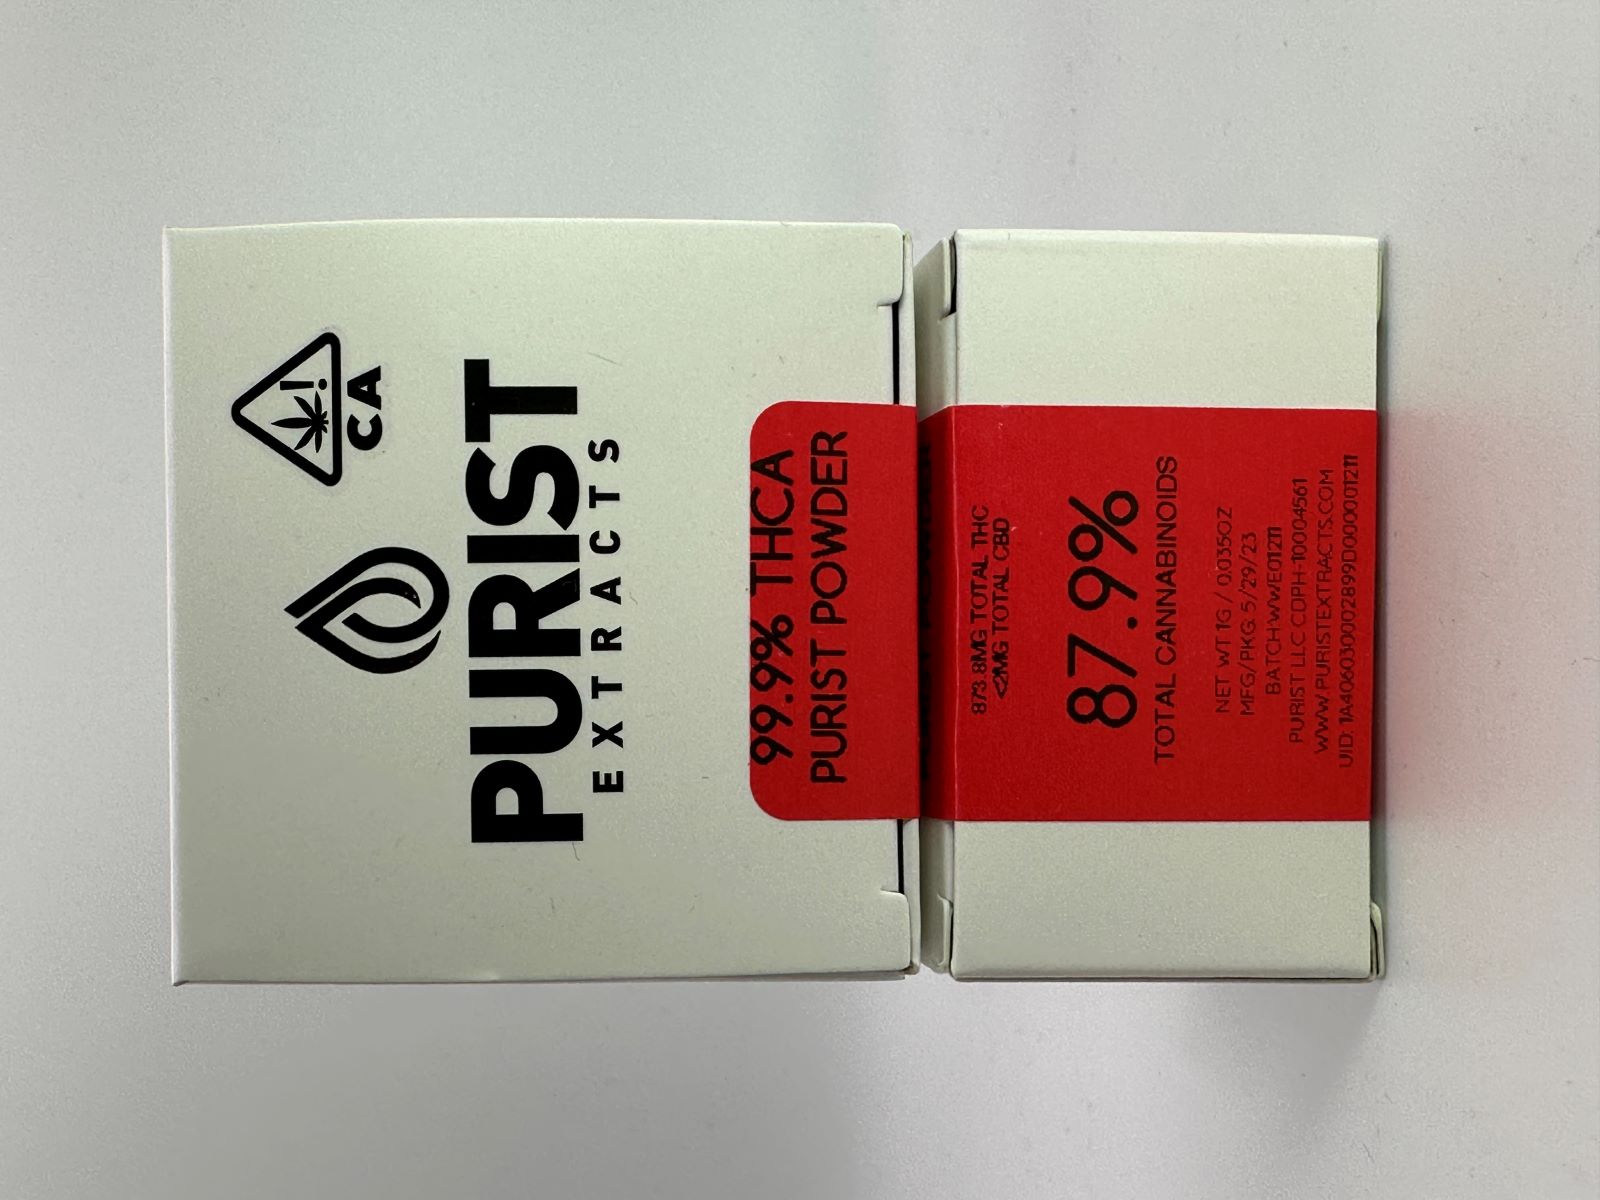 CA
PURIST
EXTRACTS
99.9% THCA
PURIST POWDER
873.8MG TOTAL THC
<2MG TOTAL CBD
87.9%
TOTAL CANNABINOIDS
NET WT 1G / 0.035OZ
MFG/PKG: 5/29/23
BATCH:WWE01211
PURIST LLC CDPH-10004561
WWW.PURISTEXTRACTS.COM
UID: 1A4060300002899D000001211